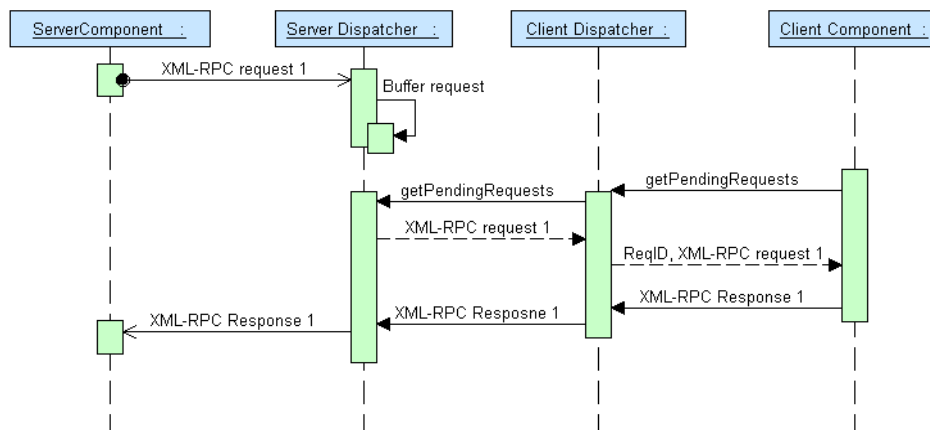 ServerComponent :
Server Dispatcher :
Client Dispatcher :
Client Component :
XML-RPC request 1
Buffer request
getPendingRequests
getPendingRequests
XML-RPC request 1
ReqID, XML-RPC request 1
XML-RPC Response 1
XML-RPC Resposne 1
XML-RPC Response 1